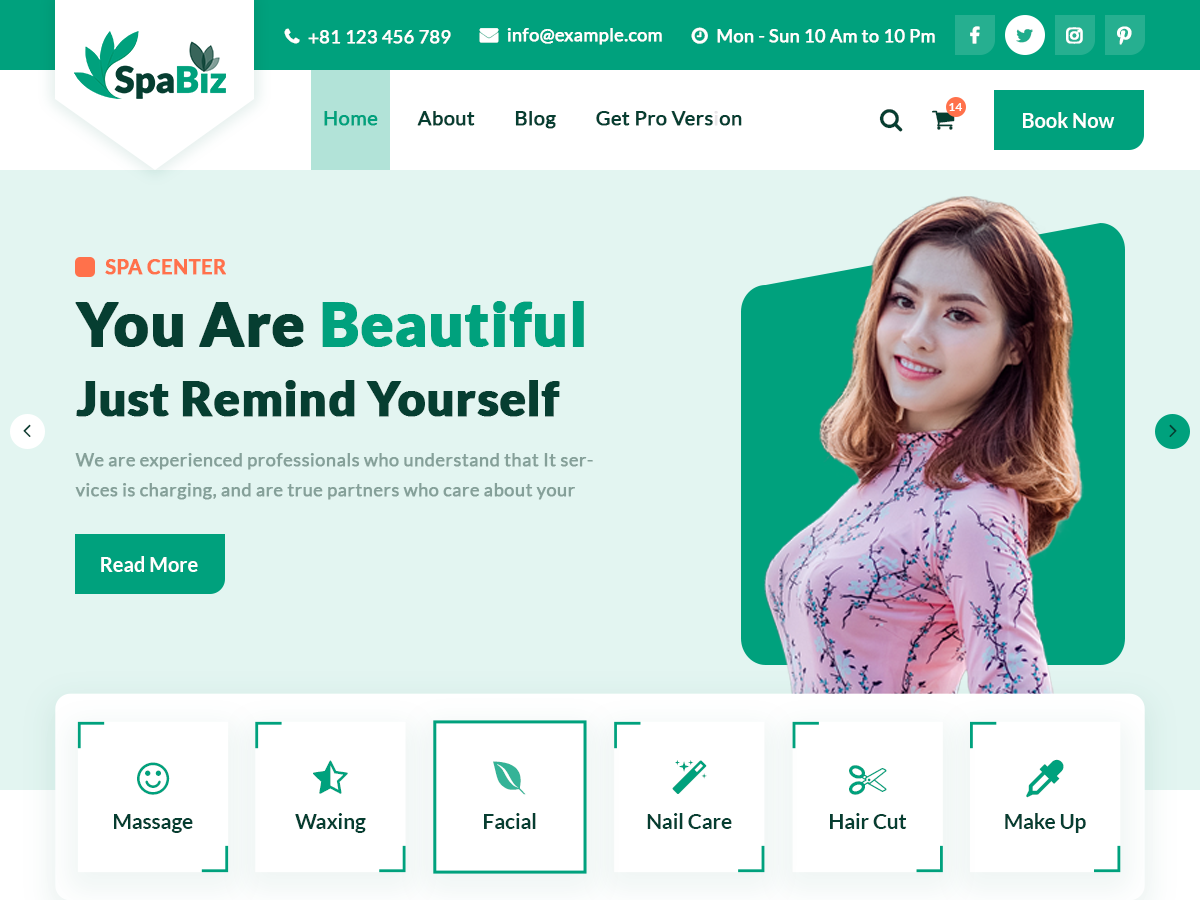 SpaBiz
+81 123 456 789
info@example.com
Mon - Sun 10 Am to 10 Pm
Home
About
Blog
Get Pro Version
14
Book Now
SPA CENTER
You Are Beautiful
Just Remind Yourself
We are experienced professionals who understand that It ser-
vices is charging, and are true partners who care about your
Read More
Massage
Waxing
Facial
Nail Care
Hair Cut
Make Up